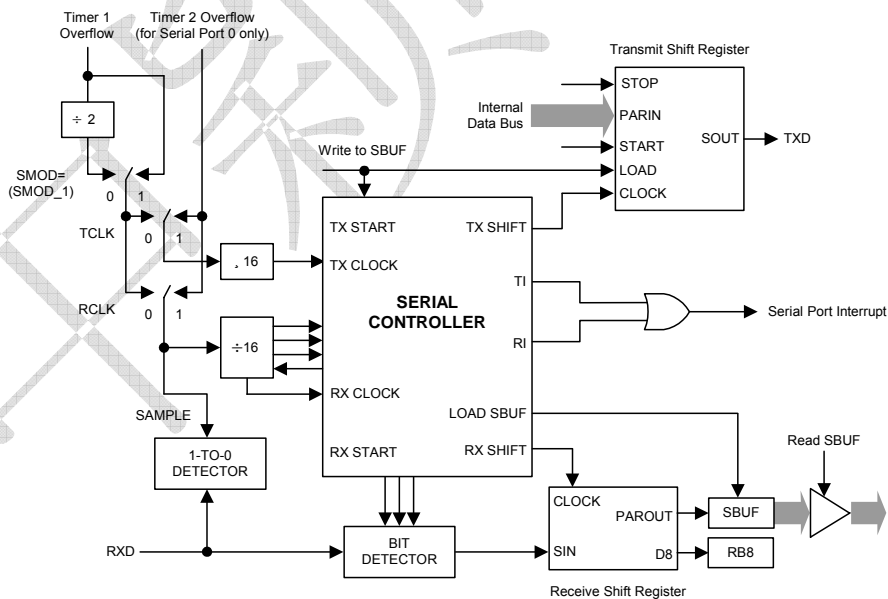 Timer 1
Overflow
Timer 2 Overflow
(for Serial Port 0 only)
Transmit Shift Register
÷ 2
STOP
Internal
Data Bus
PARIN
SOUT
TXD
START
Write to SBUF
LOAD
SMOD=
(SMOD_1)
0
1
CLOCK
TX START
TX SHIFT
TCLK
0
1
¸ 16
TX CLOCK
TI
SERIAL
CONTROLLER
RCLK
0
1
Serial Port Interrupt
÷16
RI
RX CLOCK
SAMPLE
LOAD SBUF
1-TO-0
DETECTOR
RX START
RX SHIFT
Read SBUF
CLOCK
PAROUT
SBUF
RXD
BIT
DETECTOR
SIN
D8
RB8
Receive Shift Register